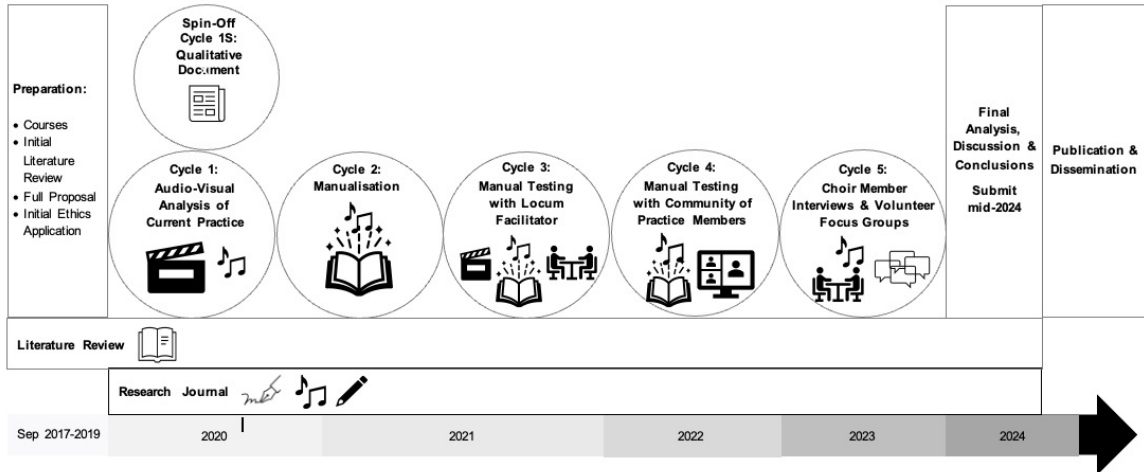 Preparation:
• Courses
• Initial
Literature
Review
• Full Proposal
• Initial Ethics
Application
Spin-Off
Cycle 1S:
Qualitative
Document
Cycle 1:
Audio-Visual
Analysis of
Current Practice
Cycle 2:
Manualisation
Cycle 3:
Manual Testing
with Locum
Facilitator
Cycle 4:
Manual Testing
with Community of
Practice Members
Cycle 5:
Choir Member
Interviews & Volunteer
Focus Groups
Final
Analysis,
Discussion &
Conclusions
Submit
mid-2024
Publication &
Dissemination
Literature Review
Research Journal
Sep 2017-2019
2020
2021
2022
2023
2024